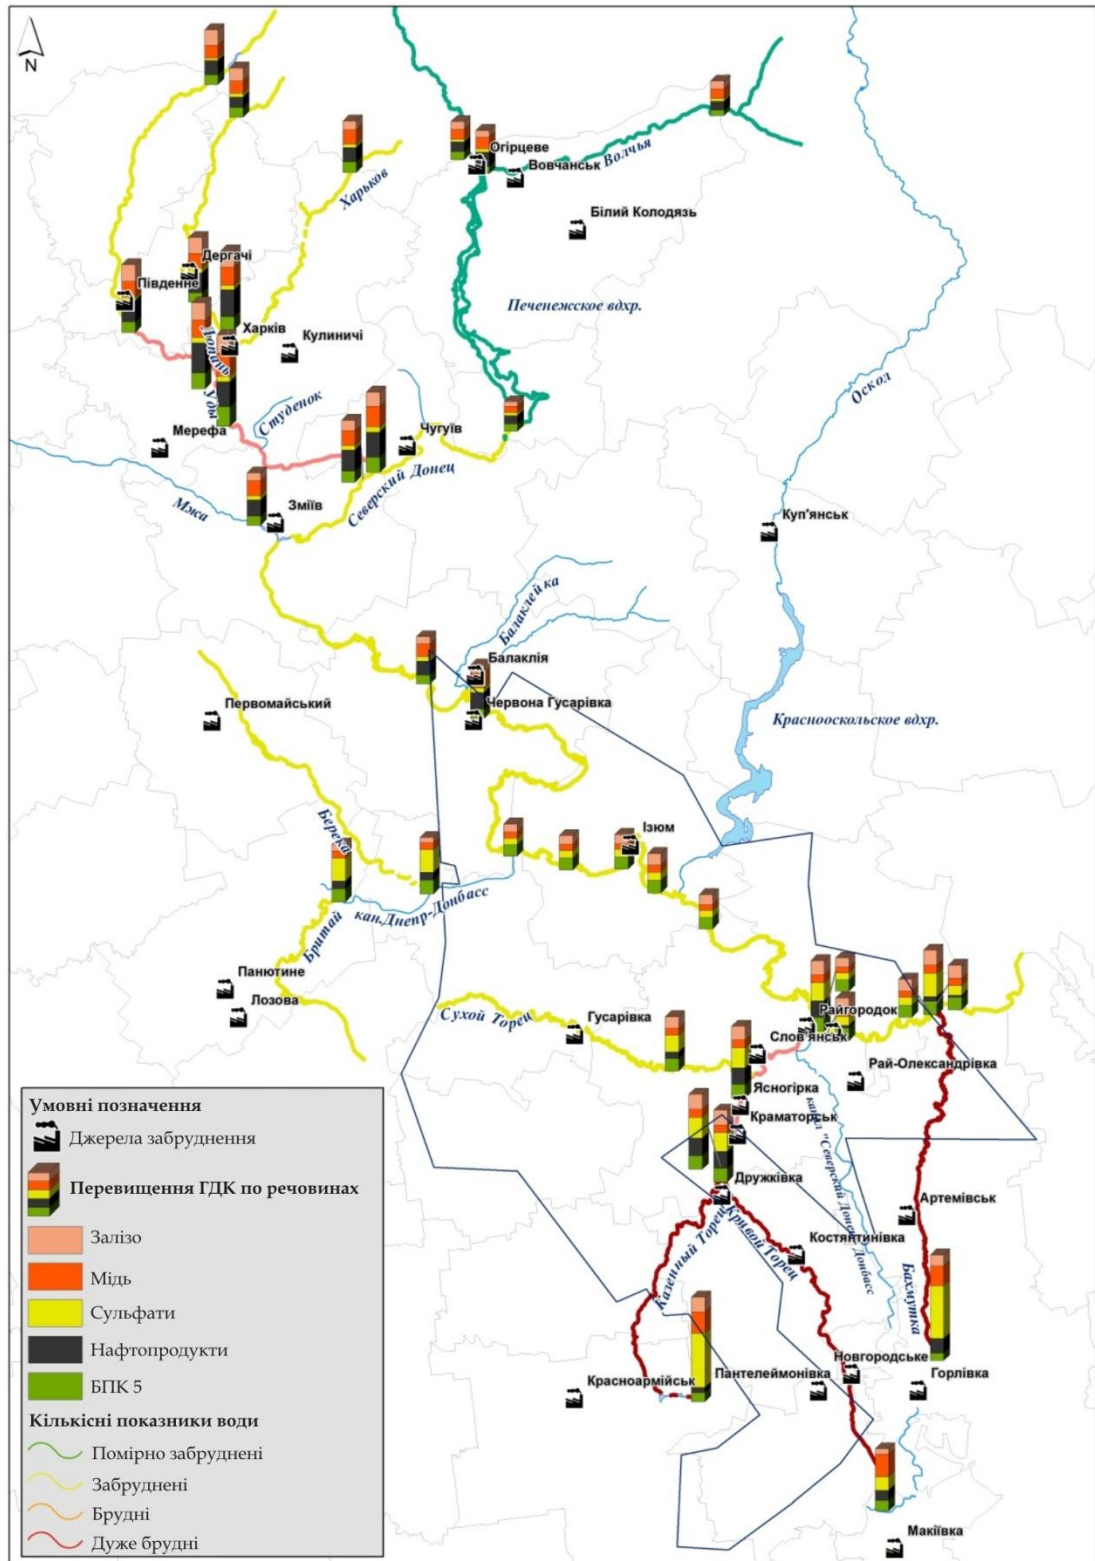 N
Огірцеве
Вовчанськ
Волчья
Харьков
Білий Колодязь
Дергачі
Південне
Печенежское вдхр.
Харків
Кулиничі
Лопань
Уды
Оскол
Студенок
Мерефа
Чугуїв
Северский Донец
Мжа
Зміїв
Куп'янськ
Балаклейка
Балаклія
Червона Гусарівка
Первомайський
Краснооскольское вдхр.
Берека
Ізюм
кан.Днепр-Донбасс
Бритай
Панютине
Лозова
Сухой Торец
Гусарівка
Райгородок
Слов'янськ
Рай-Олександрівка
Ясногірка
Краматорськ
канал "Северский Донец - Донбасс
Дружківка
Артемівськ
Казенный Торец
Кривой Торец
Костянтинівка
Бахмутка
Новгородське
Красноармійськ
Пантелеймонівка
Горлівка
Макіївка
Умовні позначення
Джерела забруднення
Перевищення ГДК по речовинах
Залізо
Мідь
Сульфати
Нафтопродукти
БПК 5
Кількісні показники води
Помірно забруднені
Забруднені
Брудні
Дуже брудні